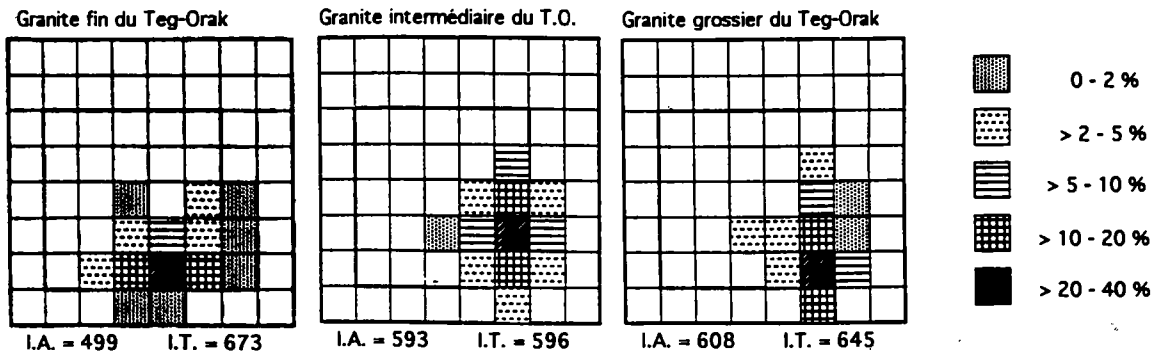 Granite fin du Teg-Orak
Granite intermédiaire du T.O.
Granite grossier du Teg-Orak
0 - 2 %
> 2 - 5 %
> 5 - 10 %
> 10 - 20 %
> 20 - 40 %
I.A. = 499 I.T. = 673
I.A. = 593 I.T. = 596
I.A. = 608 I.T. = 645